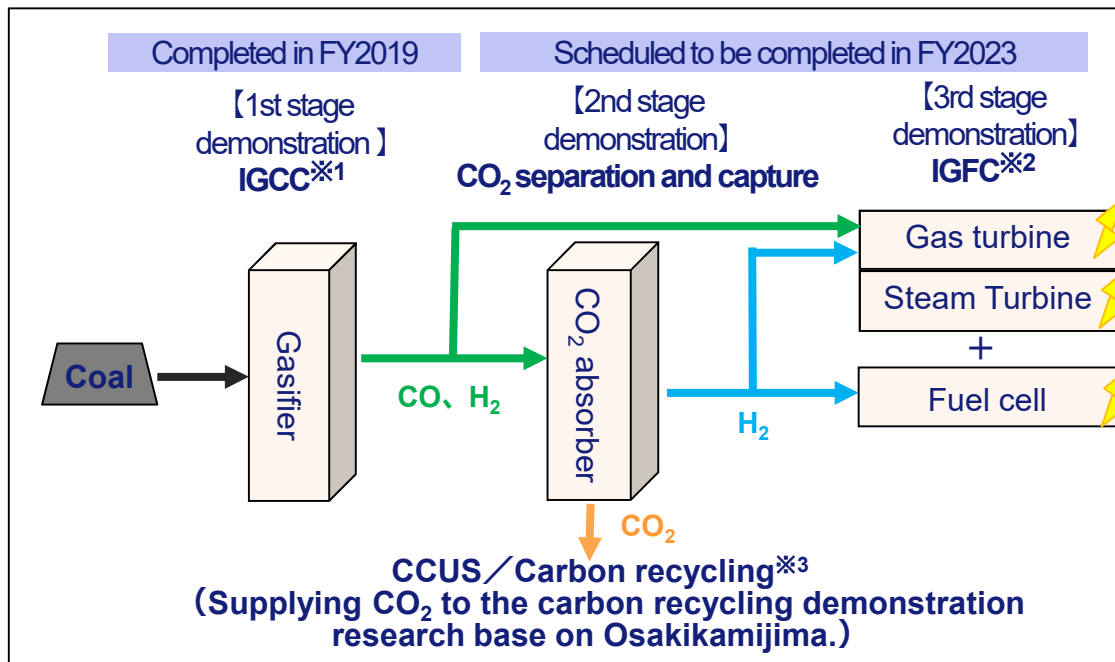 Completed in FY2019
Scheduled to be completed in FY2023
【1st stage
demonstration】
IGCC※1
【2nd stage
demonstration】
CO₂ separation and capture
【3rd stage
demonstration】
IGFC※2
Coal
Gasifier
CO、H₂
CO₂ absorber
H₂
Gas turbine
Steam Turbine
+
Fuel cell
CO₂
CCUS/Carbon recycling※3
(Supplying CO₂ to the carbon recycling demonstration
research base on Osakikamijima.)